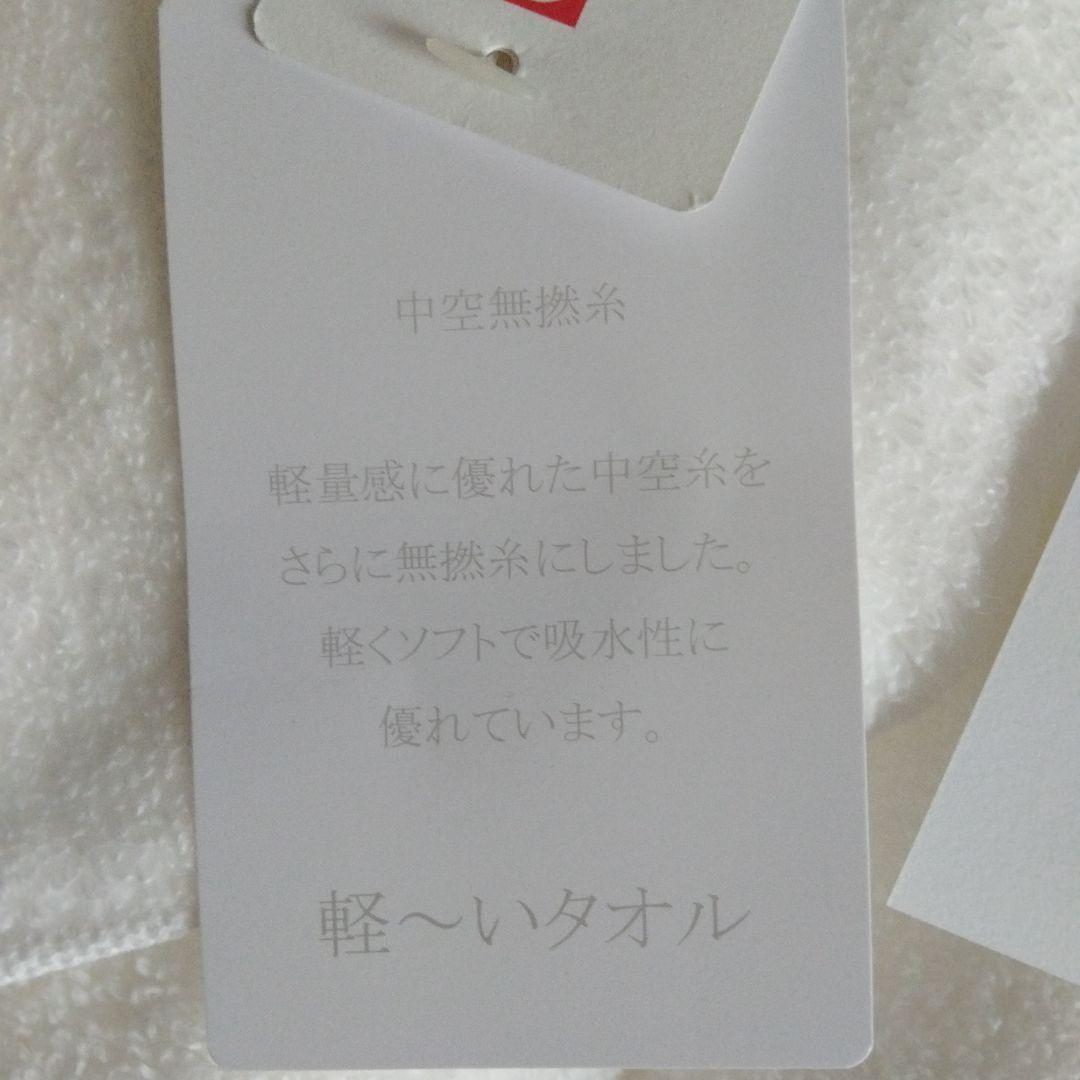 中空無撚糸
軽量感に優れた中空糸を
さらに無撚糸にしました。
軽くソフトで吸水性に
優れています。
軽～いタオル